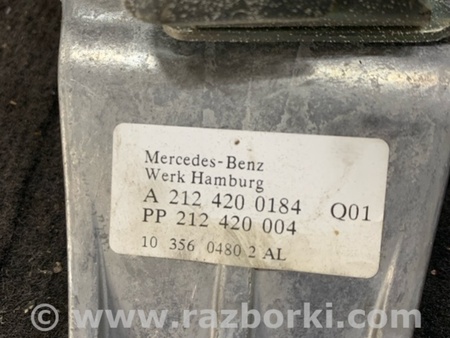 Mercedes-Benz
Werk Hamburg
A 212 420 0184 Q01
PP 212 420 004
10 356 0480 2 AL
www.razborki.com